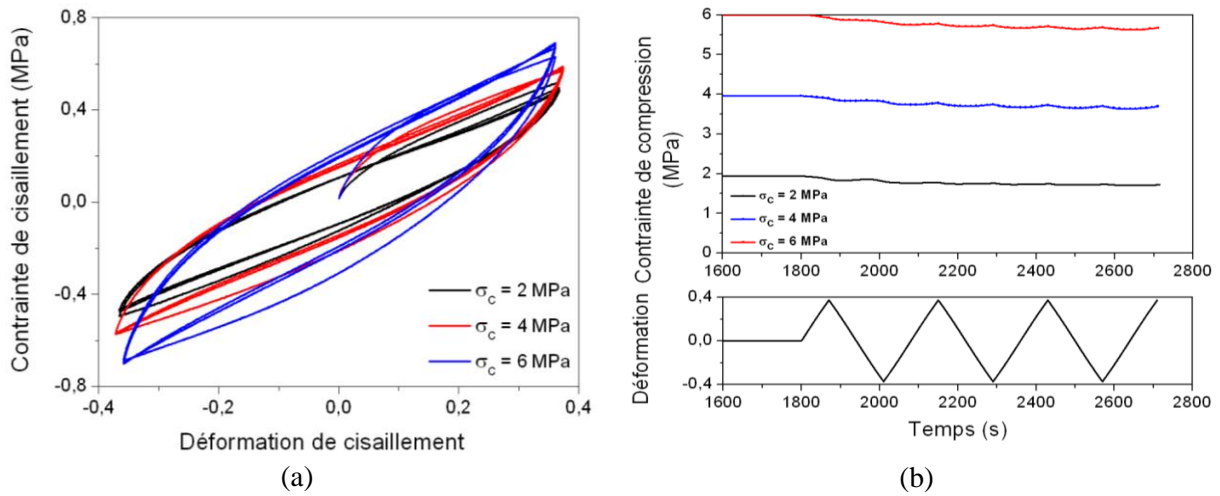 (a)
Contrainte de cisaillement (MPa)
0,8
0,4
0,0
-0,4
-0,8
-0,4
-0,2
0,0
0,2
0,4
σc = 2 MPa
σc = 4 MPa
σc = 6 MPa
Déformation de cisaillement
(a)
(b)
Contrainte de compression
(MPa)
6
5
4
3
2
1
0
σc = 2 MPa
σc = 4 MPa
σc = 6 MPa
1600
1800
2000
2200
2400
2600
2800
Déformation
0,4
0,0
-0,4
1600
1800
2000
2200
2400
2600
2800
Temps (s)
(b)